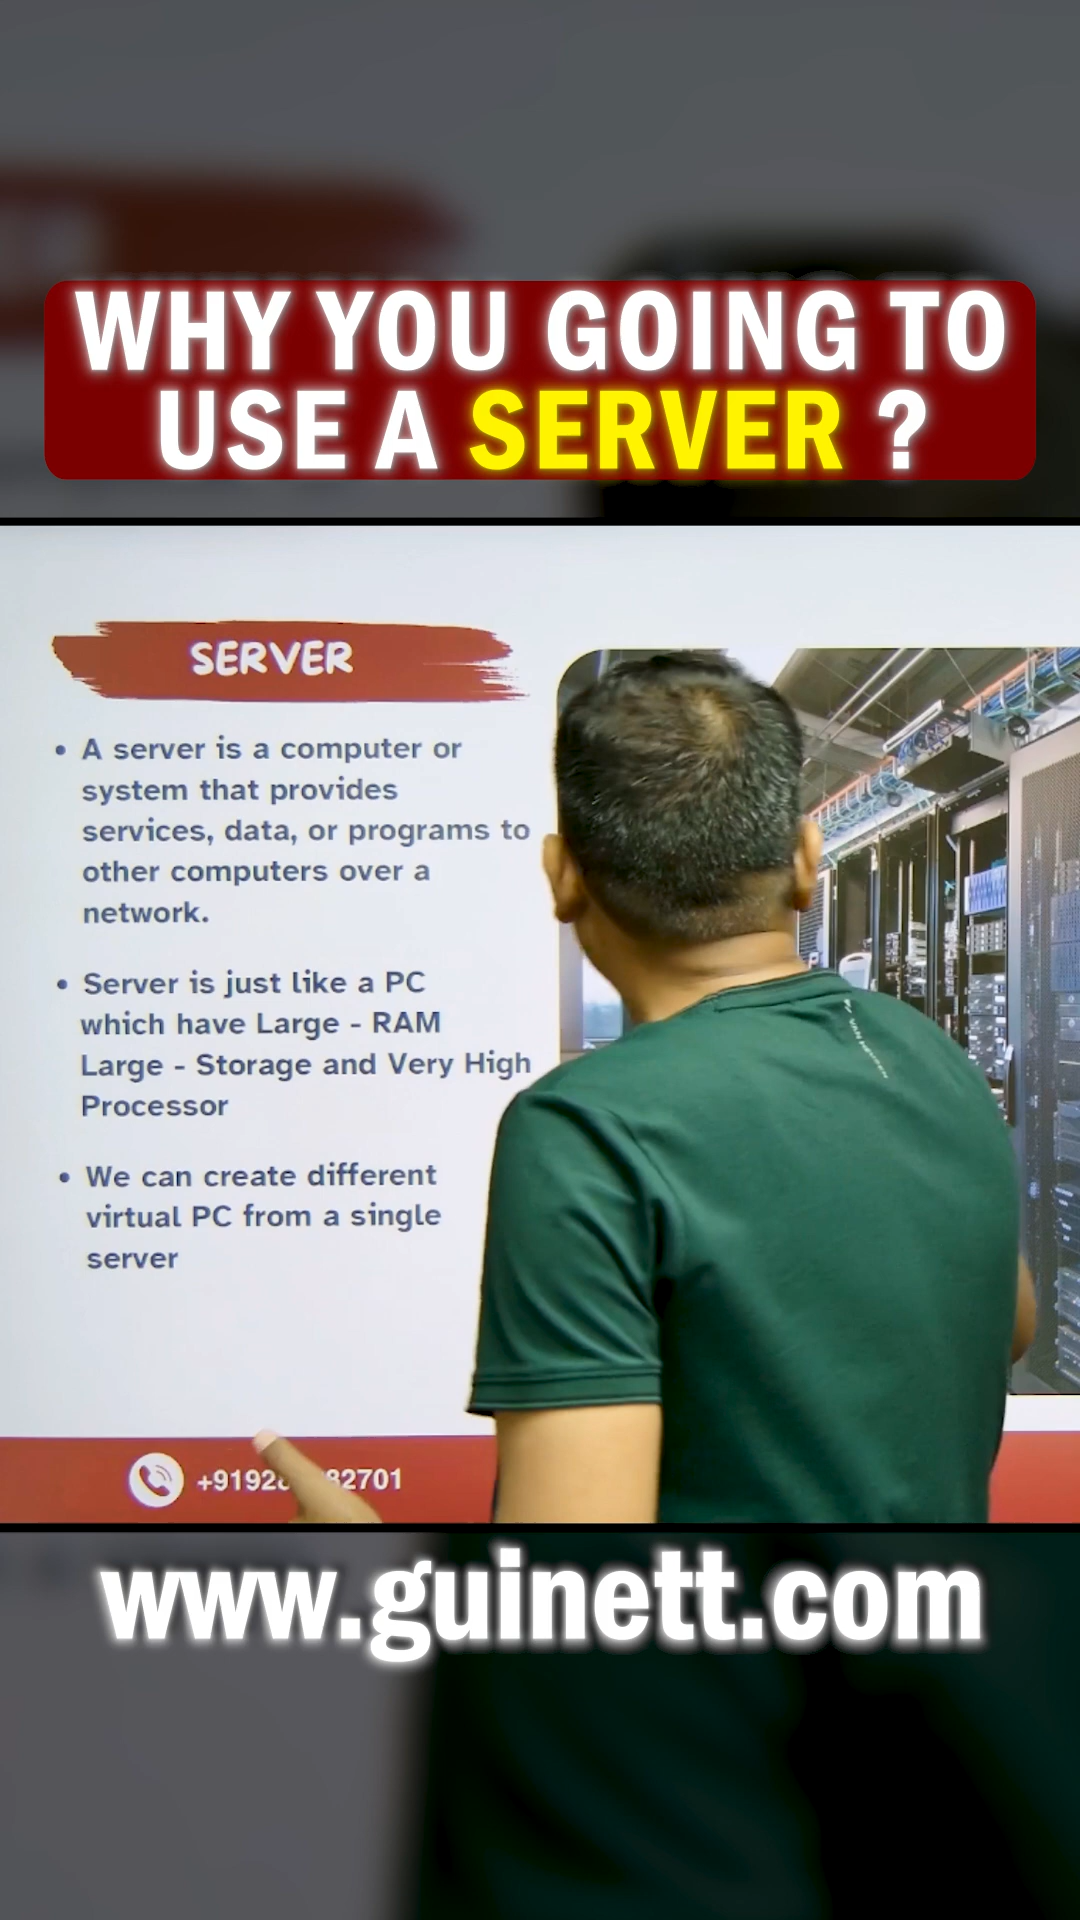 WHY YOU GOING TO
USE A SERVER ?
SERVER
• A server is a computer or
system that provides
services, data, or programs to
other computers over a
network.
• Server is just like a PC
which have Large - RAM
Large - Storage and Very High
Processor
• We can create different
virtual PC from a single
server
VAN HEUSEN
www.guinett.com